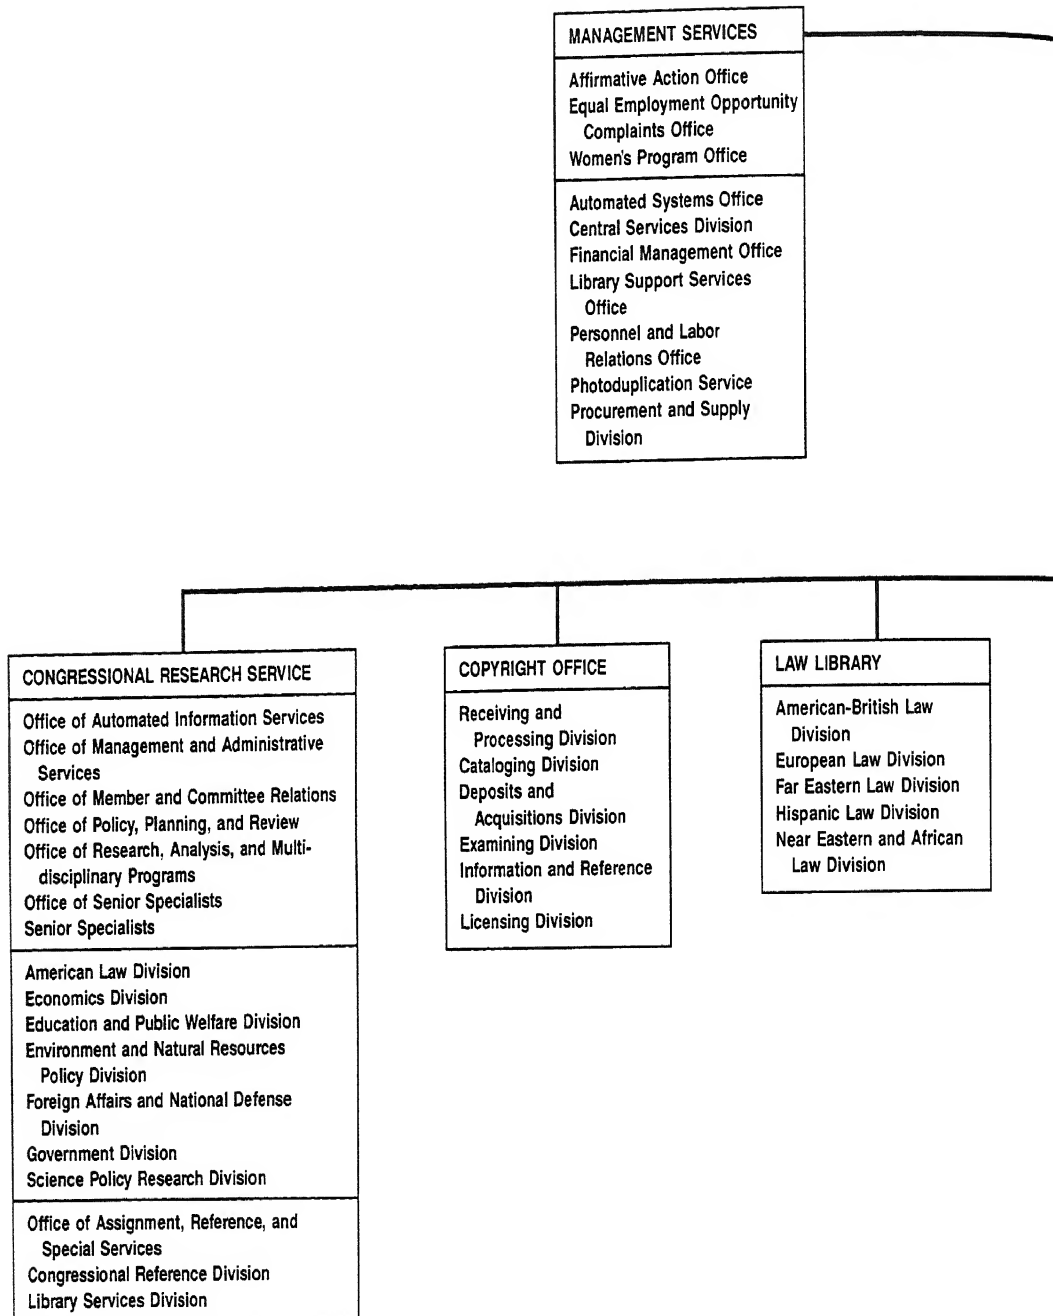 MANAGEMENT SERVICES
Affirmative Action Office
Equal Employment Opportunity
Complaints Office
Women's Program Office
Automated Systems Office
Central Services Division
Financial Management Office
Library Support Services
Office
Personnel and Labor
Relations Office
Photoduplication Service
Procurement and Supply
Division
CONGRESSIONAL RESEARCH SERVICE
Office of Automated Information Services
Office of Management and Administrative
Services
Office of Member and Committee Relations
Office of Policy, Planning, and Review
Office of Research, Analysis, and Multi-
disciplinary Programs
Office of Senior Specialists
Senior Specialists
American Law Division
Economics Division
Education and Public Welfare Division
Environment and Natural Resources
Policy Division
Foreign Affairs and National Defense
Division
Government Division
Science Policy Research Division
Office of Assignment, Reference, and
Special Services
Congressional Reference Division
Library Services Division
COPYRIGHT OFFICE
Receiving and
Processing Division
Cataloging Division
Deposits and
Acquisitions Division
Examining Division
Information and Reference
Division
Licensing Division
LAW LIBRARY
American-British Law
Division
European Law Division
Far Eastern Law Division
Hispanic Law Division
Near Eastern and African
Law Division